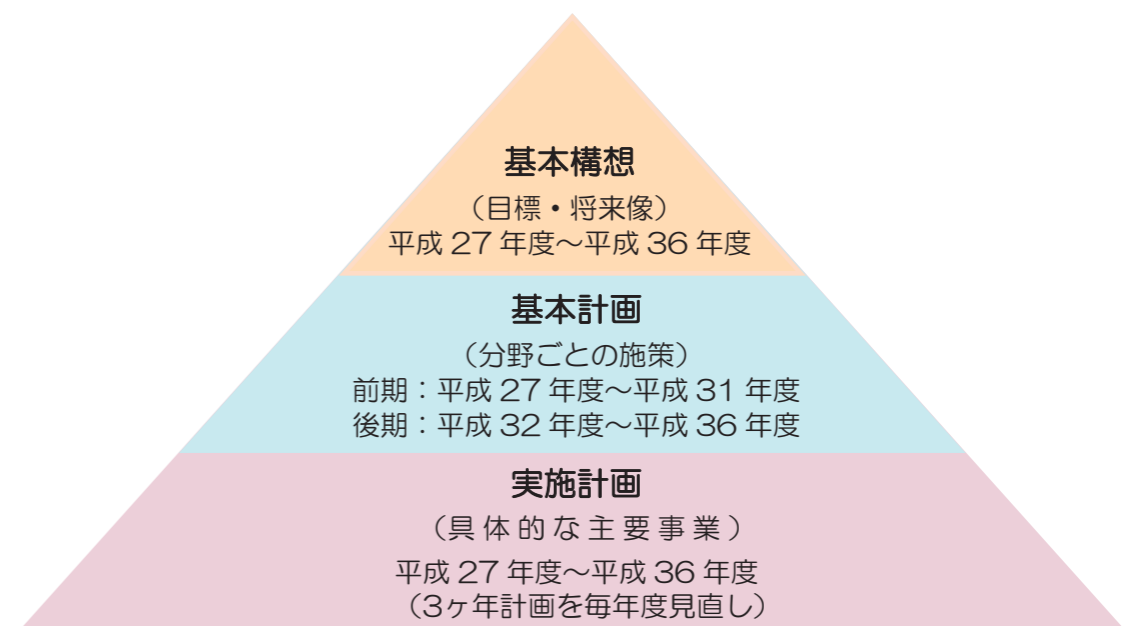 基本構想
（目標・将来像）
平成 27 年度～平成 36 年度
基本計画
（分野ごとの施策）
前期：平成 27 年度～平成 31 年度
後期：平成 32 年度～平成 36 年度
実施計画
（具体的な主要事業）
平成 27 年度～平成 36 年度
（3ヶ年計画を毎年度見直し）